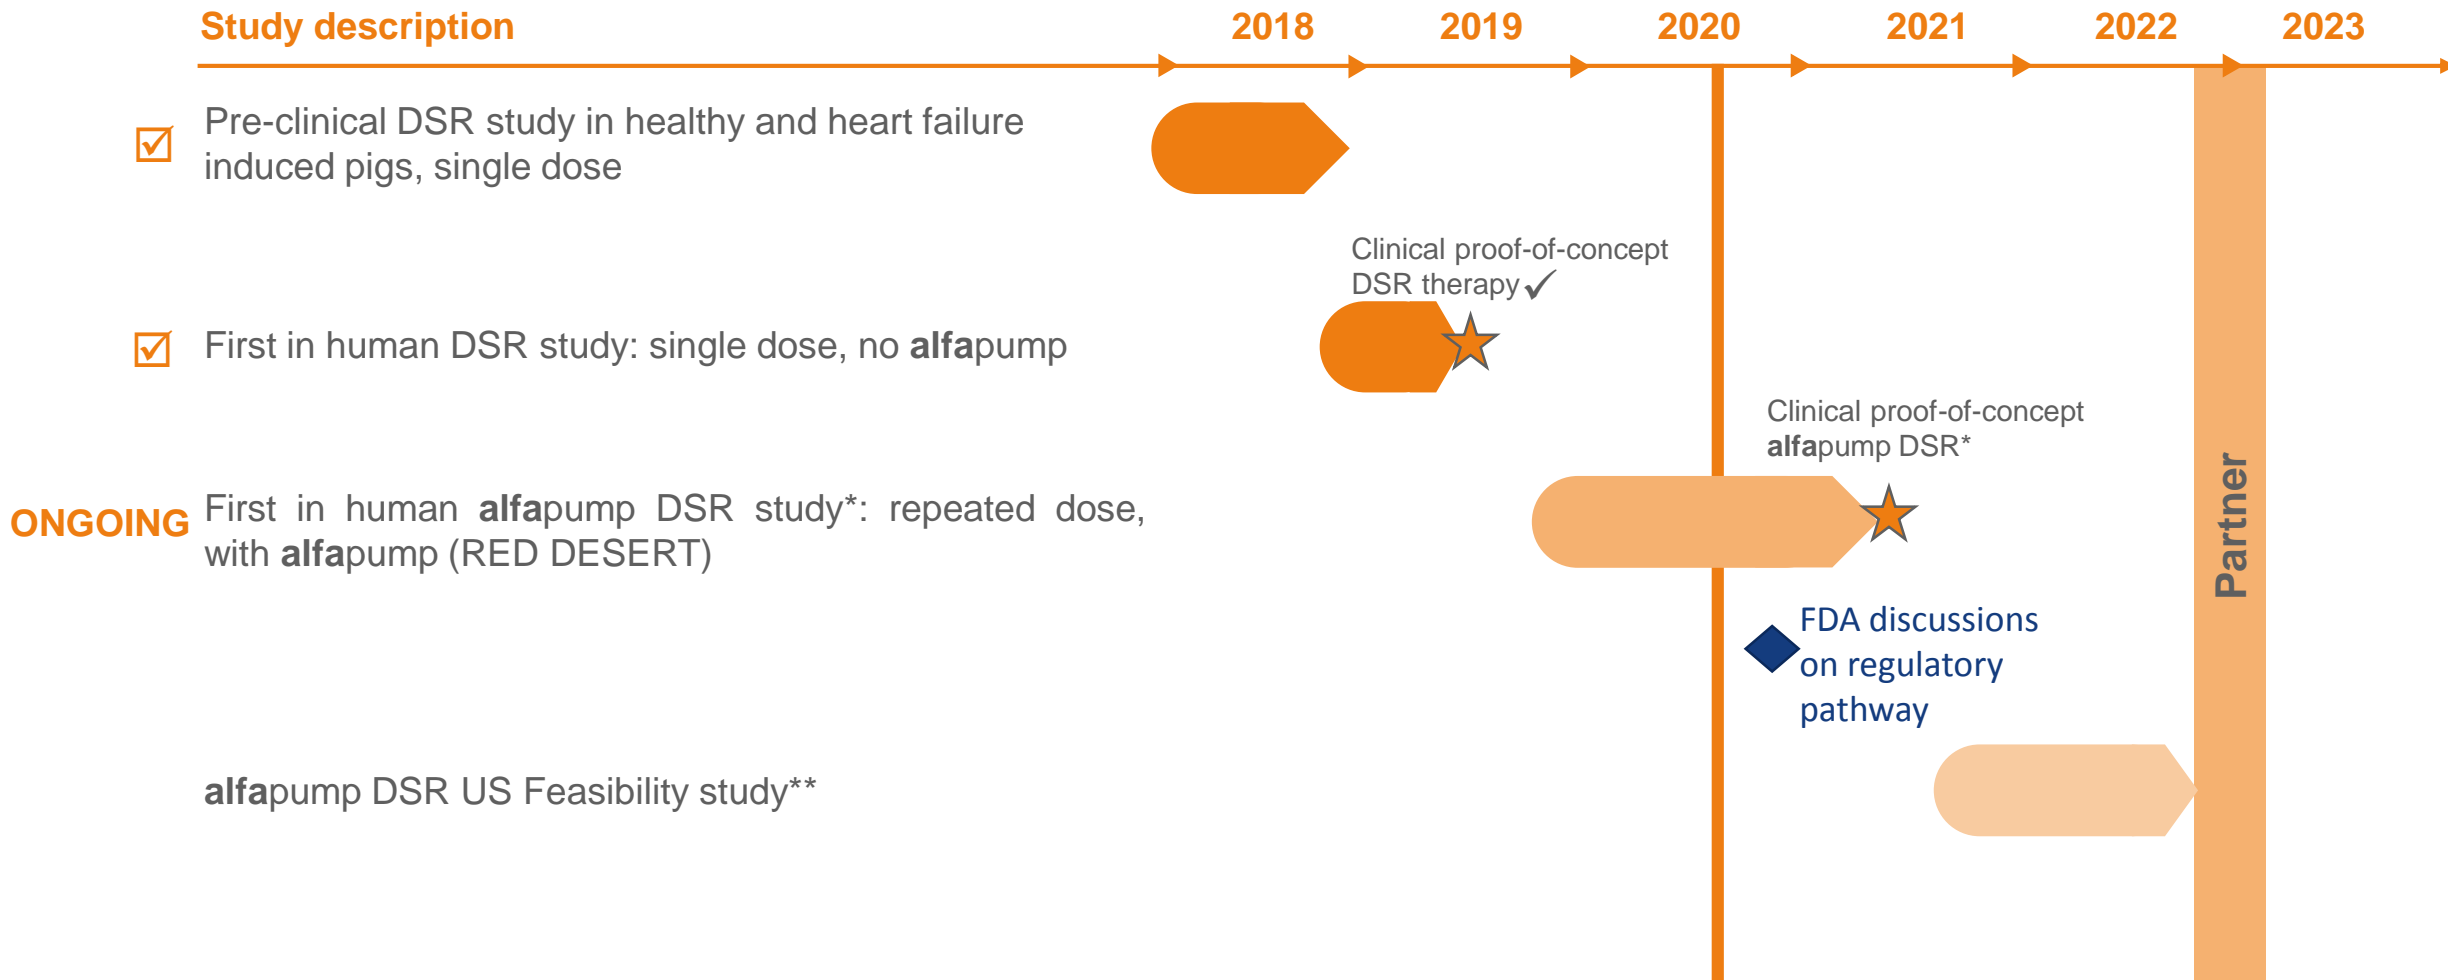 Study description 2018 2019 2020 2021 2022 2023
Pre-clinical DSR study in healthy and heart failure
induced pigs, single dose
Clinical proof-of-concept
DSR therapy✓
First in human DSR study: single dose, no alfapump
Clinical proof-of-concept
alfapump DSR*
ONGOING
First in human alfapump DSR study*: repeated dose,
with alfapump (RED DESERT)
Partner
FDA discussions
on regulatory
pathway
alfapump DSR US Feasibility study**